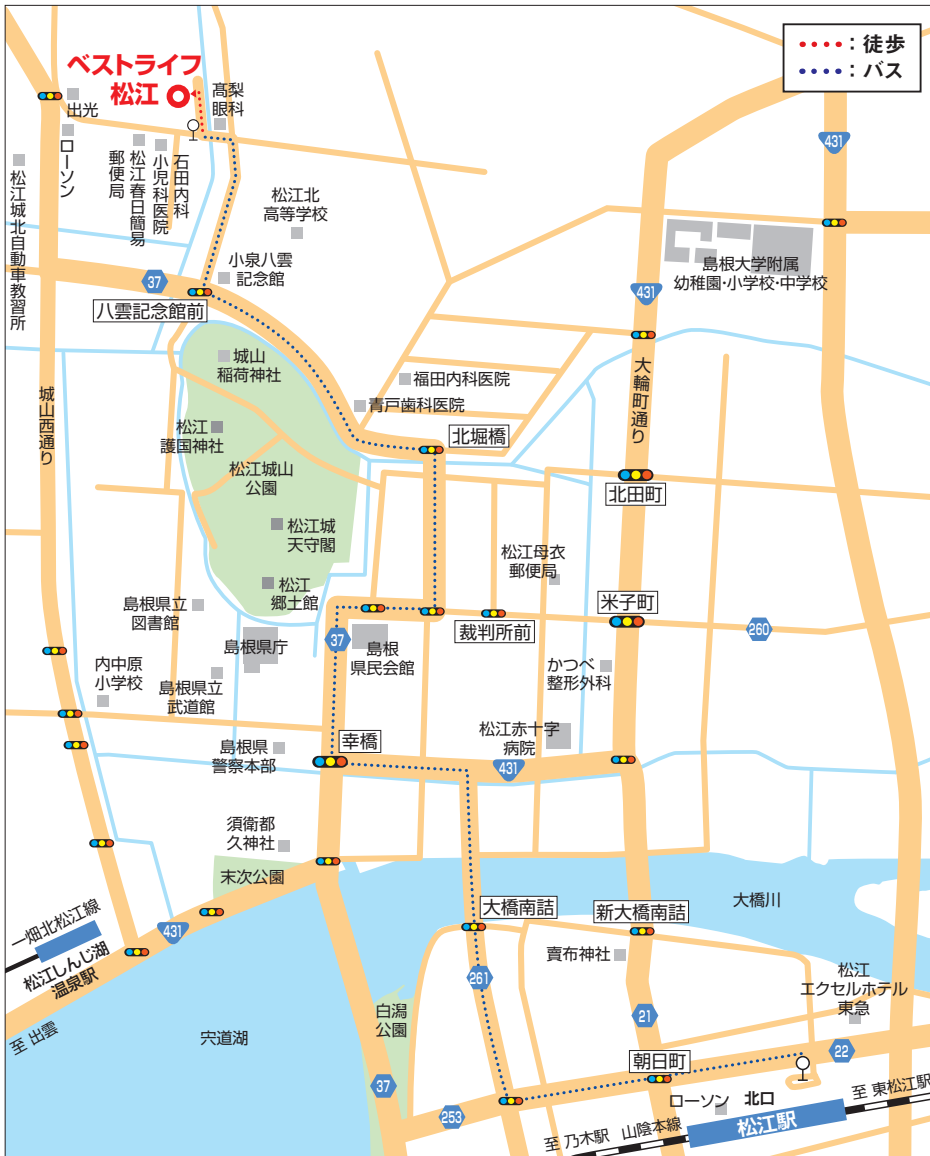 ：徒歩
：バス
ベストライフ
松江
髙梨
眼科
出光
ローソン
松江城北自動車教習所
松江春日簡易
郵便局
石田内科
小児科医院
松江北
高等学校
小泉八雲
記念館
37
八雲記念館前
431
431
島根大学附属
幼稚園・小学校・中学校
城山
稲荷神社
福田内科医院
青戸歯科医院
大輪町通り
城山西通り
松江
護国神社
北堀橋
松江城山
公園
北田町
松江城
天守閣
松江母衣
郵便局
松江
郷土館
島根県立
図書館
米子町
裁判所前
260
37
島根県庁
島根
県民会館
内中原
小学校
島根県立
武道館
かつべ
整形外科
松江赤十字
病院
幸橋
島根県
警察本部
431
須衛都
久神社
末次公園
大橋川
大橋南詰
新大橋南詰
一畑北松江線
431
松江しんじ湖
温泉駅
賣布神社
松江
エクセルホテル
東急
261
至 出雲
宍道湖
白潟
公園
21
22
朝日町
37
253
ローソン
北口
松江駅
至 東松江駅
至 乃木駅
山陰本線